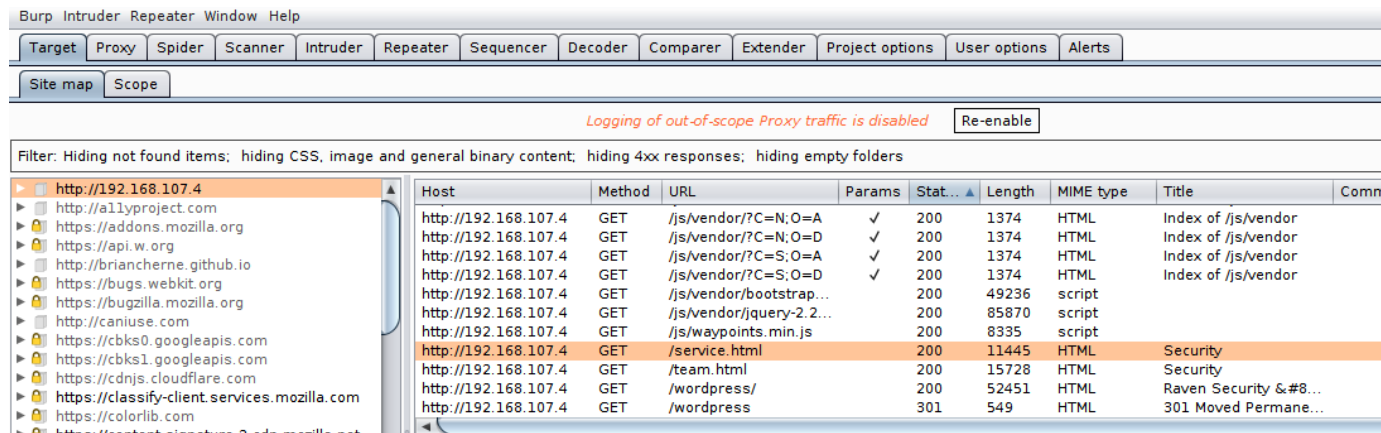 Burp Intruder Repeater Window Help
Target Proxy Spider Scanner Intruder Repeater Sequencer Decoder Comparer Extender Project options User options Alerts
Site map Scope
Logging of out-of-scope Proxy traffic is disabled Re-enable
Filter: Hiding not found items; hiding CSS, image and general binary content; hiding 4xx responses; hiding empty folders
http://192.168.107.4
http://a11yproject.com
https://addons.mozilla.org
https://api.w.org
http://briancherne.github.io
https://bugs.webkit.org
https://bugzilla.mozilla.org
http://caniuse.com
https://cbks0.googleapis.com
https://cbks1.googleapis.com
https://cdnjs.cloudflare.com
https://classify-client.services.mozilla.com
https://colorlib.com
Host Method URL Params Stat... Length MIME type Title Comm
http://192.168.107.4 GET /js/vendor/?C=N;O=A ✓ 200 1374 HTML Index of /js/vendor
http://192.168.107.4 GET /js/vendor/?C=N;O=D ✓ 200 1374 HTML Index of /js/vendor
http://192.168.107.4 GET /js/vendor/?C=S;O=A ✓ 200 1374 HTML Index of /js/vendor
http://192.168.107.4 GET /js/vendor/?C=S;O=D ✓ 200 1374 HTML Index of /js/vendor
http://192.168.107.4 GET /js/vendor/bootstrap... 200 49236 script
http://192.168.107.4 GET /js/vendor/jquery-2.2... 200 85870 script
http://192.168.107.4 GET /js/waypoints.min.js 200 8335 script
http://192.168.107.4 GET /service.html 200 11445 HTML Security
http://192.168.107.4 GET /team.html 200 15728 HTML Security
http://192.168.107.4 GET /wordpress/ 200 52451 HTML Raven Security &#8...
http://192.168.107.4 GET /wordpress 301 549 HTML 301 Moved Permane...